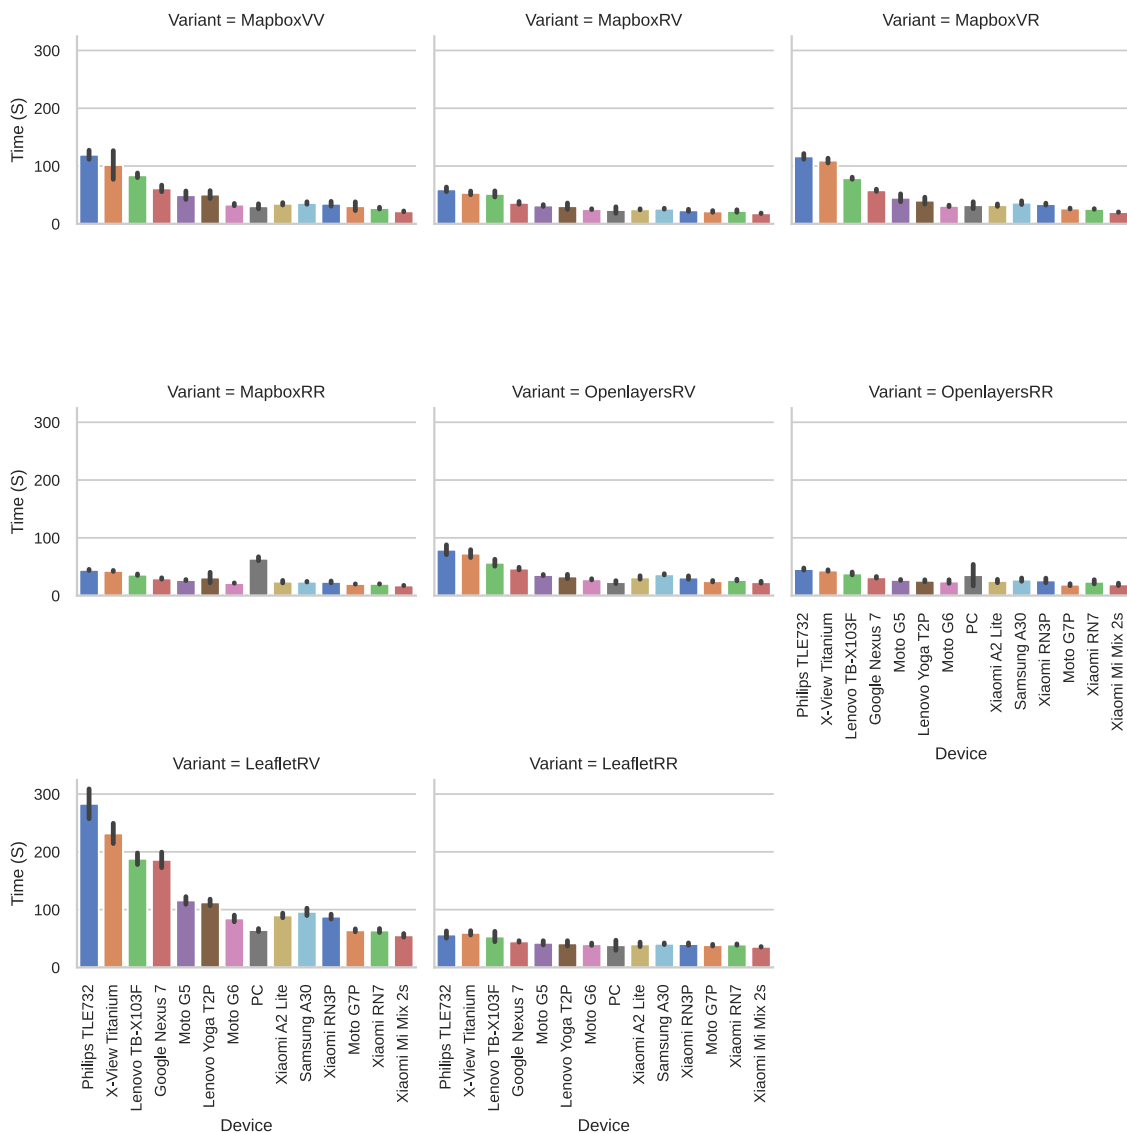 Variant = MapboxVV
Variant = MapboxRV
Variant = MapboxVR
300
200
100
0
Time (S)
Variant = MapboxRR
Variant = OpenlayersRV
Variant = OpenlayersRR
300
200
100
0
Time (S)
Philips TLE732
X-View Titanium
Lenovo TB-X103F
Google Nexus 7
Moto G5
Lenovo Yoga T2P
Moto G6
PC
Xiaomi A2 Lite
Samsung A30
Xiaomi RN3P
Moto G7P
Xiaomi RN7
Xiaomi Mi Mix 2s
Device
Variant = LeafletRV
Variant = LeafletRR
300
200
100
0
Time (S)
Philips TLE732
X-View Titanium
Lenovo TB-X103F
Google Nexus 7
Moto G5
Lenovo Yoga T2P
Moto G6
PC
Xiaomi A2 Lite
Samsung A30
Xiaomi RN3P
Moto G7P
Xiaomi RN7
Xiaomi Mi Mix 2s
Device
Philips TLE732
X-View Titanium
Lenovo TB-X103F
Google Nexus 7
Moto G5
Lenovo Yoga T2P
Moto G6
PC
Xiaomi A2 Lite
Samsung A30
Xiaomi RN3P
Moto G7P
Xiaomi RN7
Xiaomi Mi Mix 2s
Device